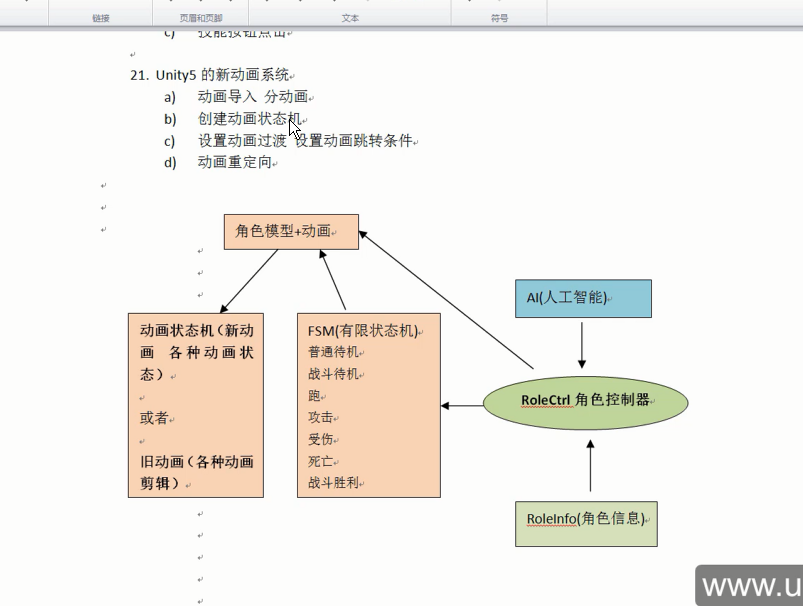 链接
页眉和页脚
文本
符号
c) 技能按钮点击
21. Unity5 的新动画系统
a) 动画导入 分动画
b) 创建动画状态机
c) 设置动画过渡 设置动画跳转条件
d) 动画重定向
角色模型+动画
AI(人工智能)
动画状态机（新动
画 各种动画状
态）
或者
旧动画（各种动画
剪辑）
FSM(有限状态机)
普通待机
战斗待机
跑
攻击
受伤
死亡
战斗胜利
RoleCtrl 角色控制器
RoleInfo(角色信息)
www.u